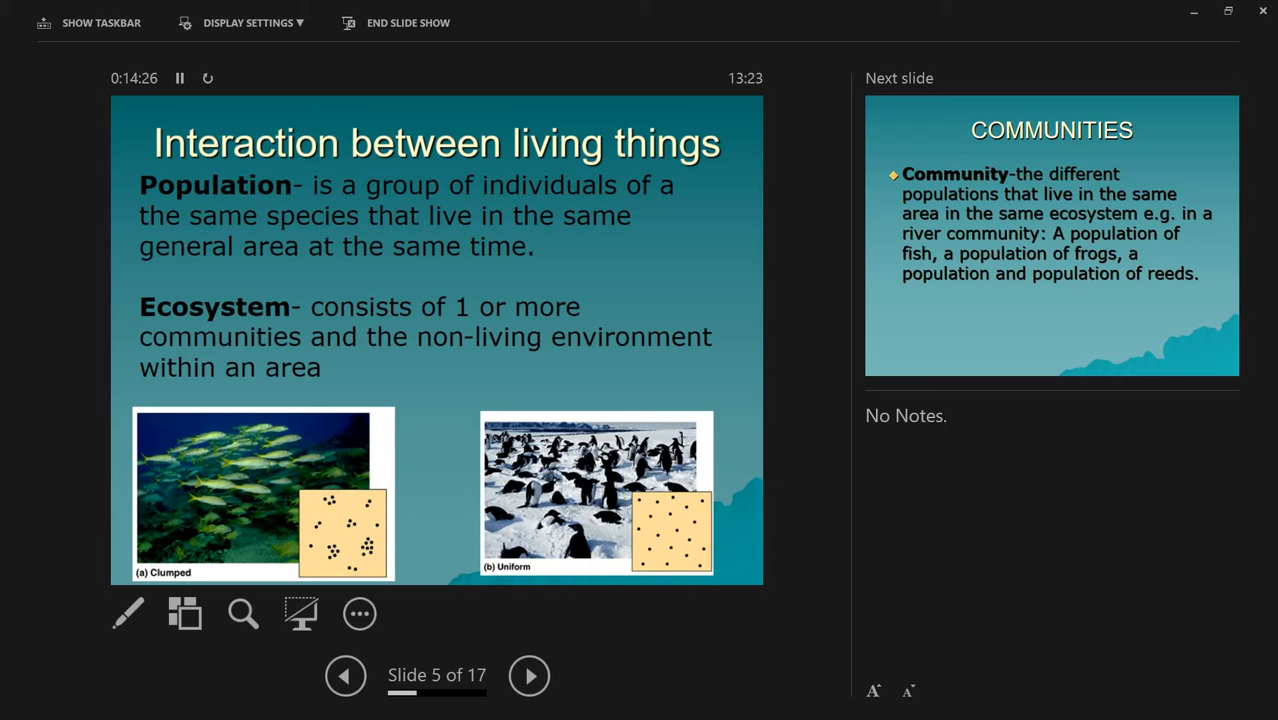 SHOW TASKBAR DISPLAY SETTINGS ▼ END SLIDE SHOW
0:14:26 13:23
Interaction between living things
Population- is a group of individuals of a
the same species that live in the same
general area at the same time.
Ecosystem- consists of 1 or more
communities and the non-living environment
within an area
(a) Clumped
(b) Uniform
Slide 5 of 17
Next slide
COMMUNITIES
Community-the different
populations that live in the same
area in the same ecosystem e.g. in a
river community: A population of
fish, a population of frogs, a
population and population of reeds.
No Notes.
A A